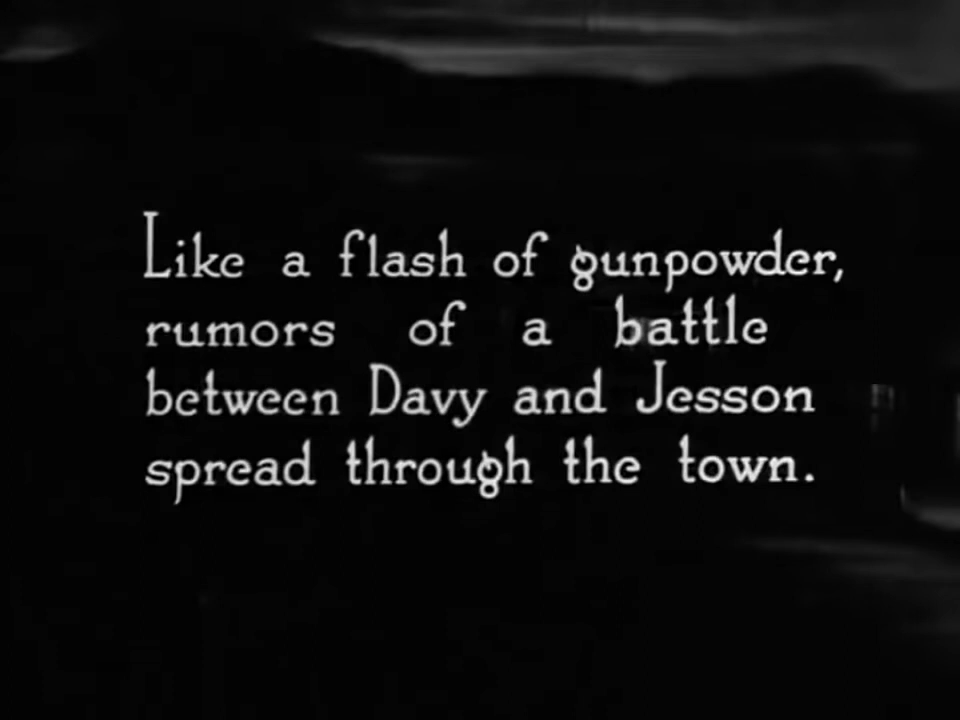 Like a flash of gunpowder,
rumors of a battle
between Davy and Jesson
spread through the town.